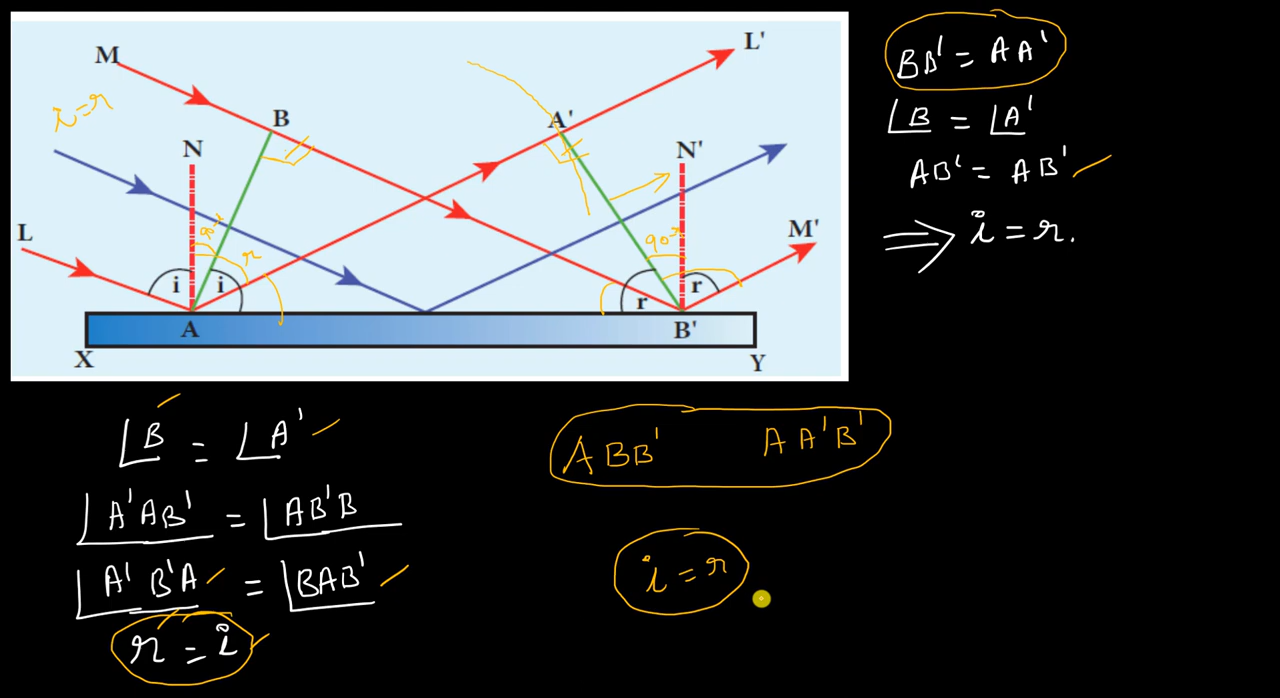 M
L'
B
A'
i=r
N
N'
90°
r
90°
L
M'
i
i
r
r
A
B'
X
Y
BB' = AA'
∠B = ∠A'
AB' = AB'
⇒ i = r.
∠B = ∠A'
∠A'AB' = ∠AB'B
∠A'B'A = ∠BAB'
r = i
ABB' AA'B'
i = r